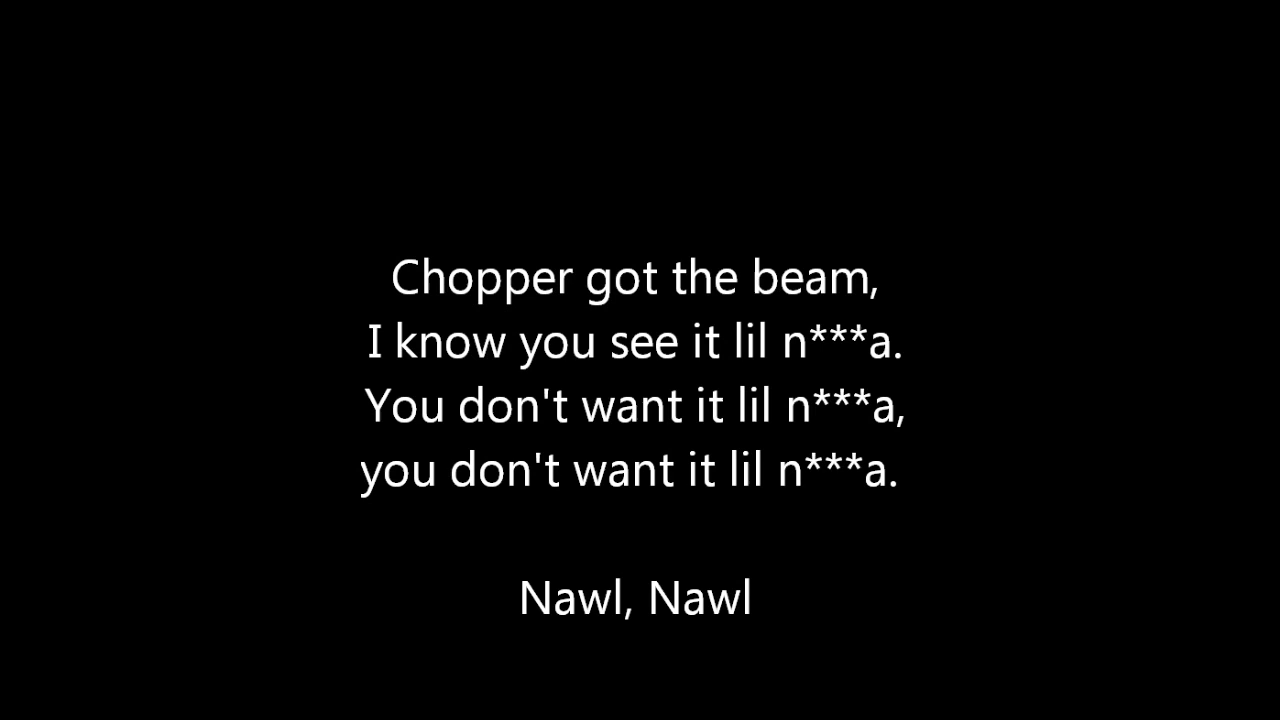 Chopper got the beam,
I know you see it lil n***a.
You don't want it lil n***a,
you don't want it lil n***a.
Nawl, Nawl